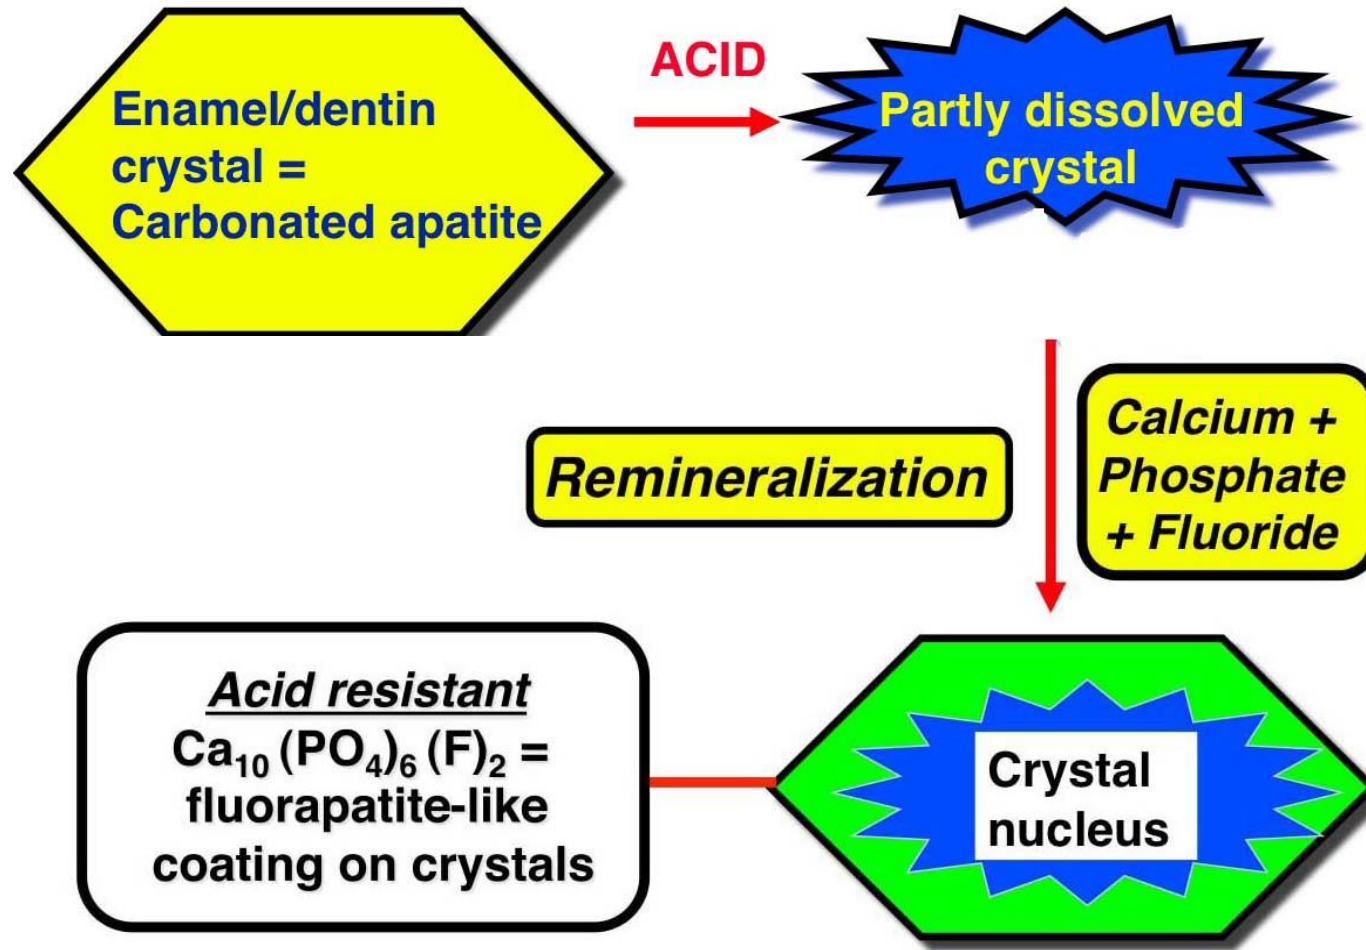 Enamel/dentin
crystal =
Carbonated apatite
ACID
Partly dissolved
crystal
Remineralization
Calcium +
Phosphate
+ Fluoride
Acid resistant
Ca₁₀ (PO₄)₆ (F)₂ =
fluorapatite-like
coating on crystals
Crystal
nucleus